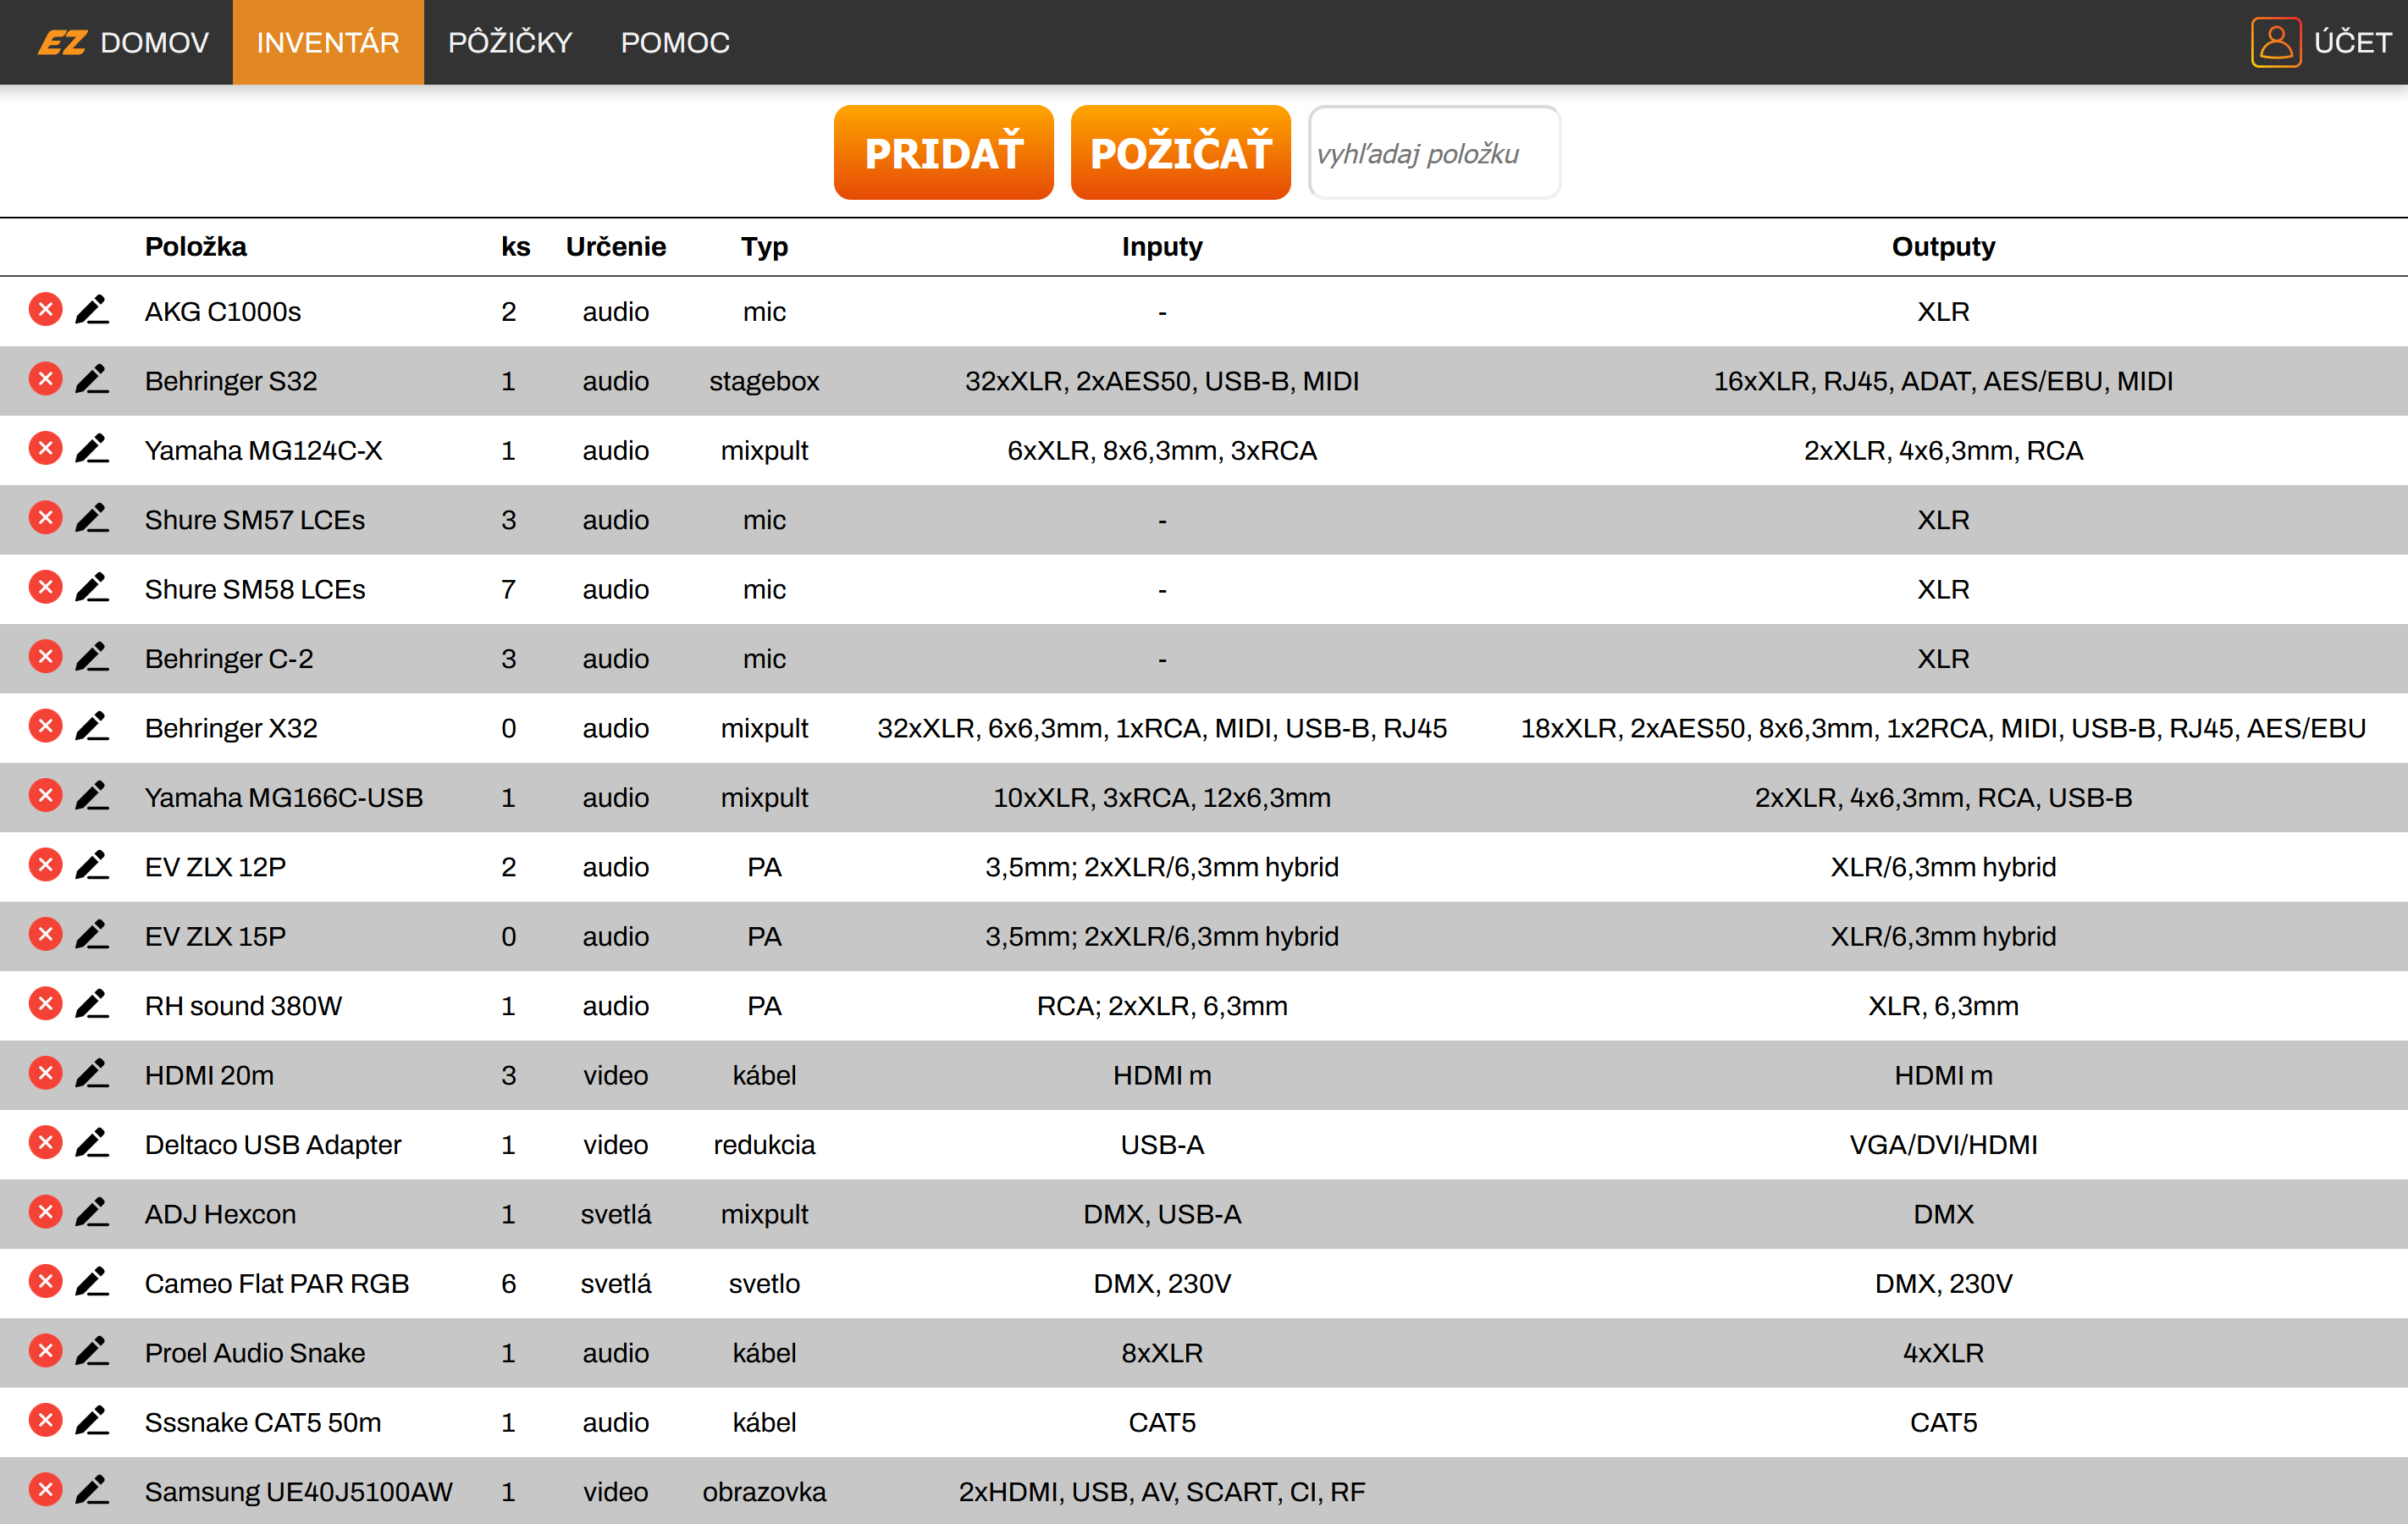 EZ DOMOV INVENTÁR PÔŽIČKY POMOC ÚČET
PRIDAŤ POŽIČAŤ vyhľadaj položku
Položka ks Určenie Typ Inputy Outputy
AKG C1000s 2 audio mic - XLR
Behringer S32 1 audio stagebox 32xXLR, 2xAES50, USB-B, MIDI 16xXLR, RJ45, ADAT, AES/EBU, MIDI
Yamaha MG124C-X 1 audio mixpult 6xXLR, 8x6,3mm, 3xRCA 2xXLR, 4x6,3mm, RCA
Shure SM57 LCEs 3 audio mic - XLR
Shure SM58 LCEs 7 audio mic - XLR
Behringer C-2 3 audio mic - XLR
Behringer X32 0 audio mixpult 32xXLR, 6x6,3mm, 1xRCA, MIDI, USB-B, RJ45 18xXLR, 2xAES50, 8x6,3mm, 1x2RCA, MIDI, USB-B, RJ45, AES/EBU
Yamaha MG166C-USB 1 audio mixpult 10xXLR, 3xRCA, 12x6,3mm 2xXLR, 4x6,3mm, RCA, USB-B
EV ZLX 12P 2 audio PA 3,5mm; 2xXLR/6,3mm hybrid XLR/6,3mm hybrid
EV ZLX 15P 0 audio PA 3,5mm; 2xXLR/6,3mm hybrid XLR/6,3mm hybrid
RH sound 380W 1 audio PA RCA; 2xXLR, 6,3mm XLR, 6,3mm
HDMI 20m 3 video kábel HDMI m HDMI m
Deltaco USB Adapter 1 video redukcia USB-A VGA/DVI/HDMI
ADJ Hexcon 1 svetlá mixpult DMX, USB-A DMX
Cameo Flat PAR RGB 6 svetlá svetlo DMX, 230V DMX, 230V
Proel Audio Snake 1 audio kábel 8xXLR 4xXLR
Sssnake CAT5 50m 1 audio kábel CAT5 CAT5
Samsung UE40J5100AW 1 video obrazovka 2xHDMI, USB, AV, SCART, CI, RF